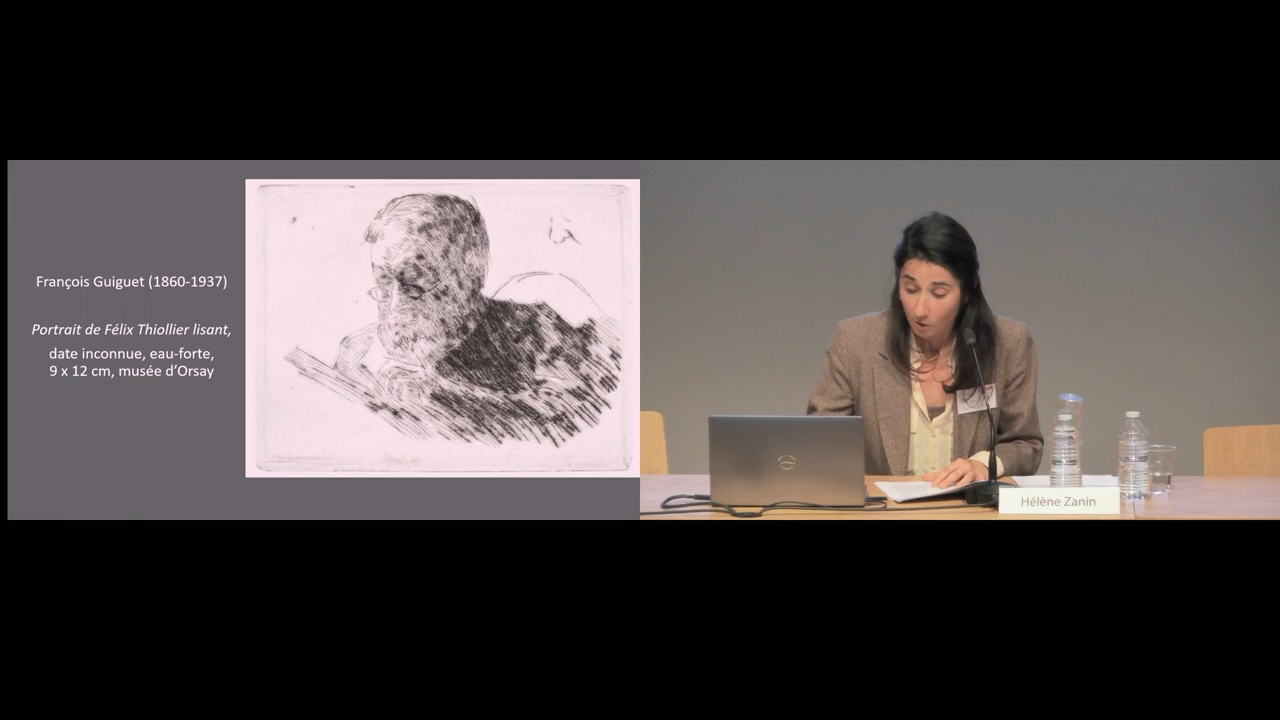 François Guiguet (1860-1937)
Portrait de Félix Thiollier lisant,
date inconnue, eau-forte,
9 x 12 cm, musée d'Orsay
Hélène Zanin